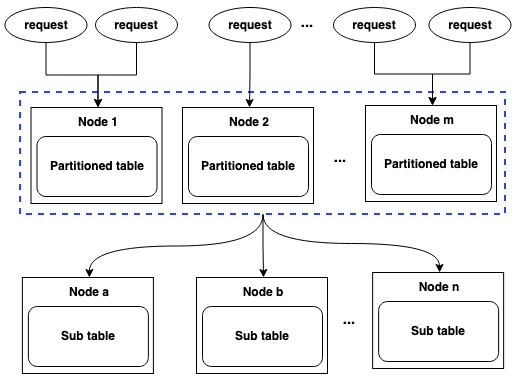 request
request
request
...
request
request
Node 1
Partitioned table
Node 2
Partitioned table
...
Node m
Partitioned table
Node a
Sub table
Node b
Sub table
...
Node n
Sub table